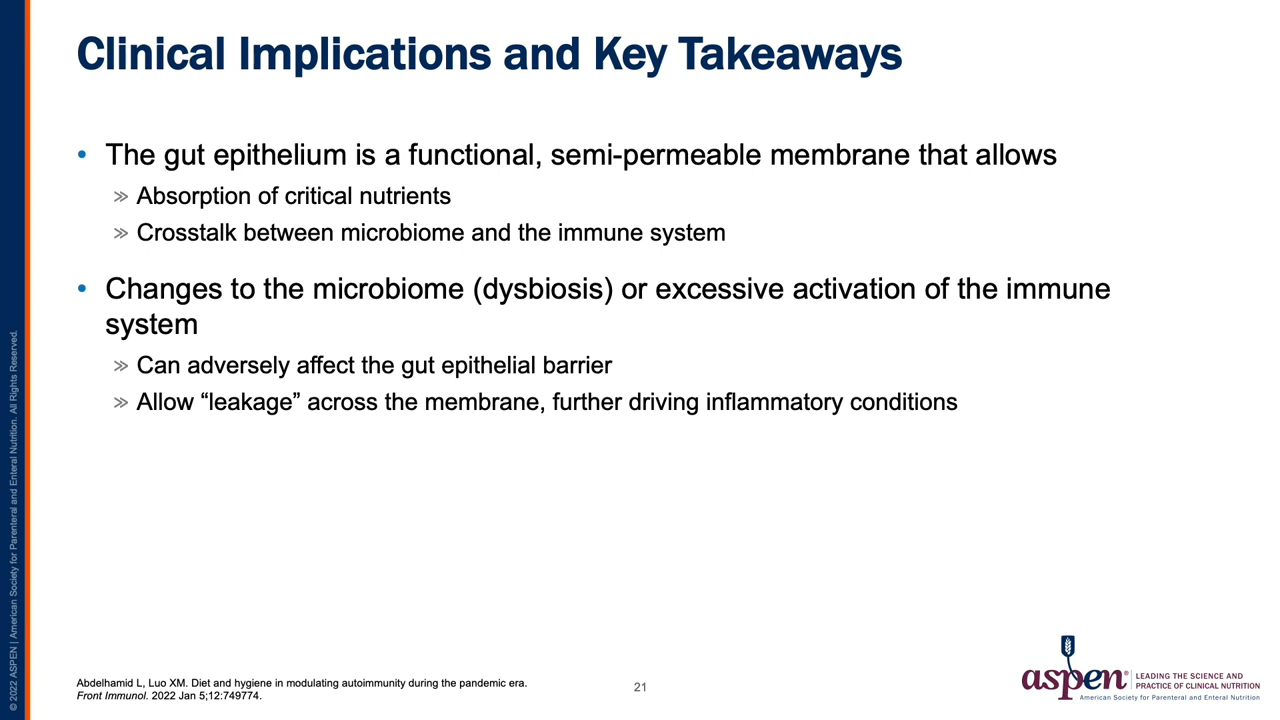 Clinical Implications and Key Takeaways
• The gut epithelium is a functional, semi-permeable membrane that allows
» Absorption of critical nutrients
» Crosstalk between microbiome and the immune system
• Changes to the microbiome (dysbiosis) or excessive activation of the immune
system
» Can adversely affect the gut epithelial barrier
» Allow “leakage” across the membrane, further driving inflammatory conditions
© 2022 ASPEN | American Society for Parenteral and Enteral Nutrition. All Rights Reserved.
Abdelhamid L, Luo XM. Diet and hygiene in modulating autoimmunity during the pandemic era.
Front Immunol. 2022 Jan 5;12:749774.
21
aspen®
LEADING THE SCIENCE AND
PRACTICE OF CLINICAL NUTRITION
American Society for Parenteral and Enteral Nutrition